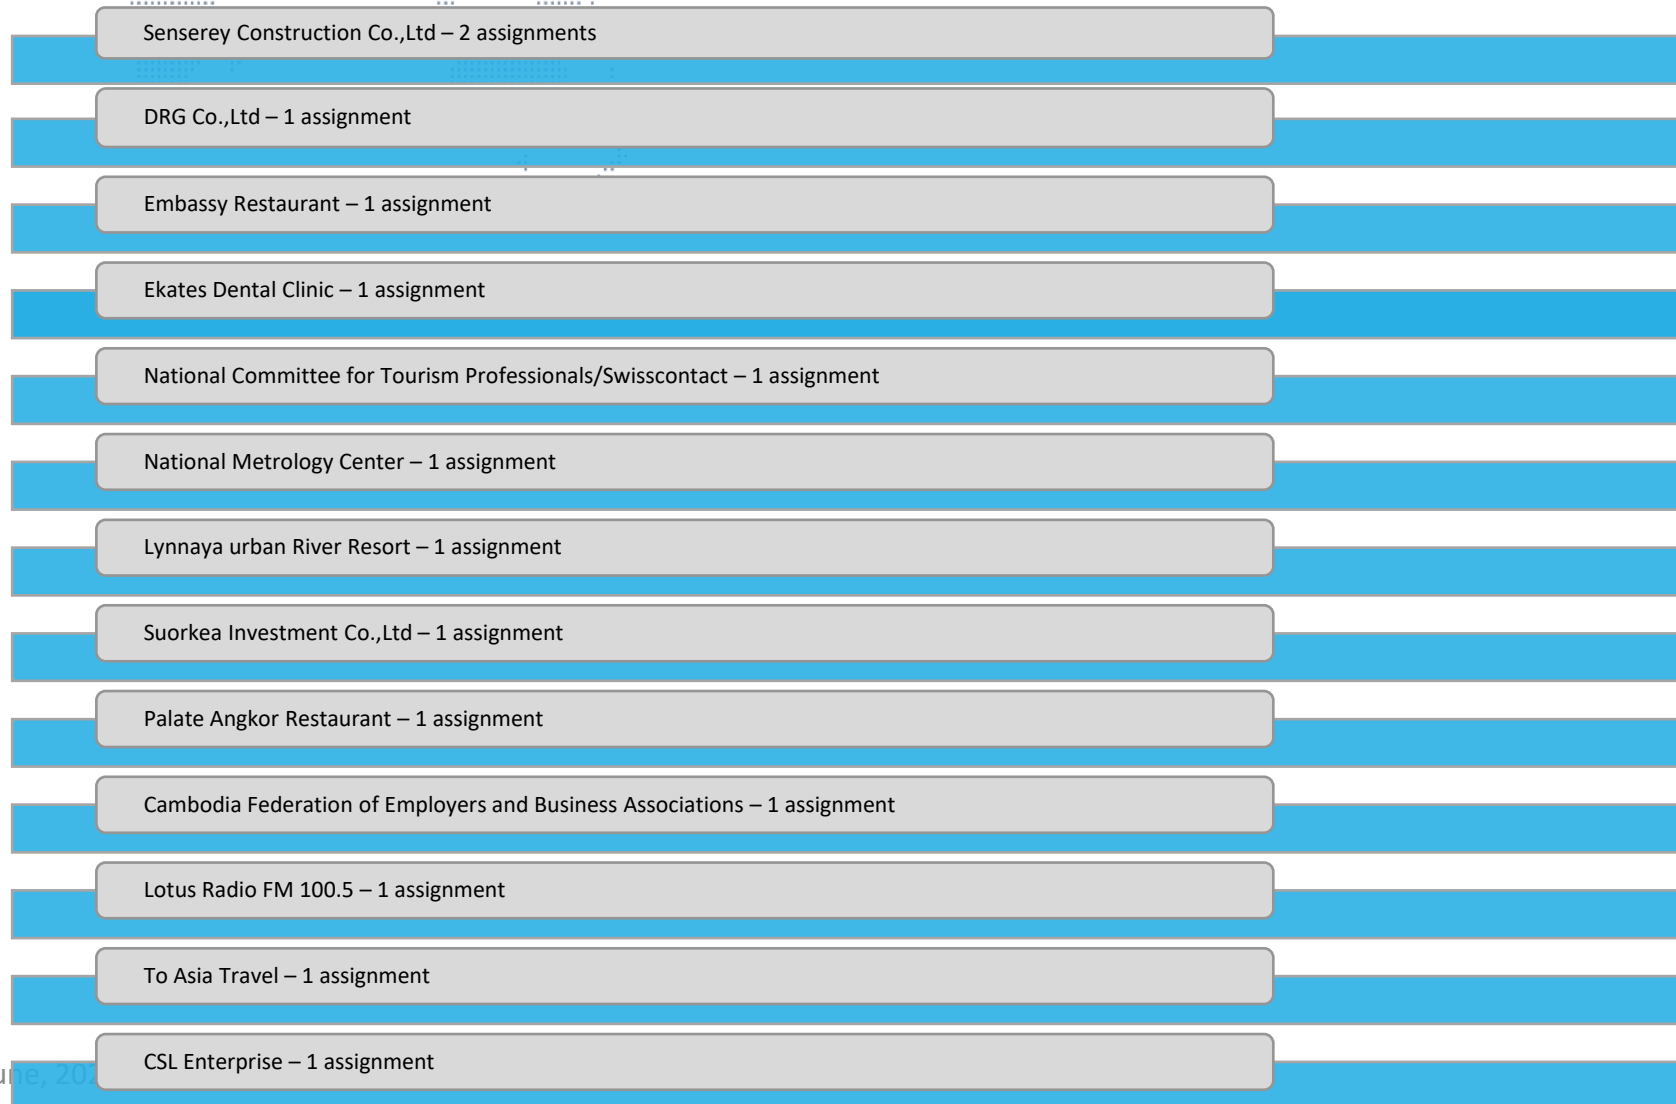 Senserey Construction Co.,Ltd – 2 assignments
DRG Co.,Ltd – 1 assignment
Embassy Restaurant – 1 assignment
Ekates Dental Clinic – 1 assignment
National Committee for Tourism Professionals/Swisscontact – 1 assignment
National Metrology Center – 1 assignment
Lynnaya urban River Resort – 1 assignment
Suorkea Investment Co.,Ltd – 1 assignment
Palate Angkor Restaurant – 1 assignment
Cambodia Federation of Employers and Business Associations – 1 assignment
Lotus Radio FM 100.5 – 1 assignment
To Asia Travel – 1 assignment
CSL Enterprise – 1 assignment